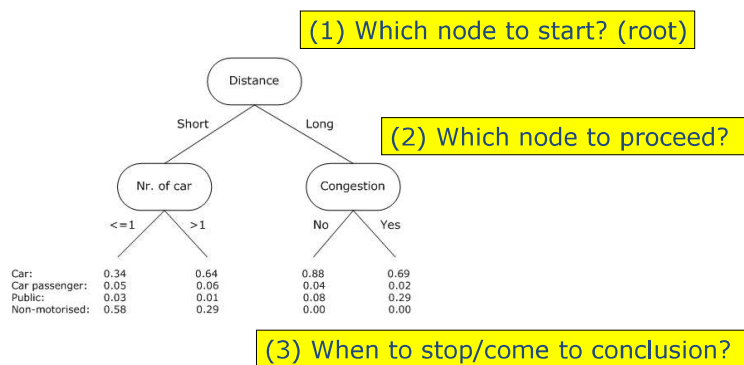 (1) Which node to start? (root)
Distance
Short Long
(2) Which node to proceed?
Nr. of car Congestion
<=1 >1 No Yes
Car: 0.34 0.64 0.88 0.69
Car passenger: 0.05 0.06 0.04 0.02
Public: 0.03 0.01 0.08 0.29
Non-motorised: 0.58 0.29 0.00 0.00
(3) When to stop/come to conclusion?